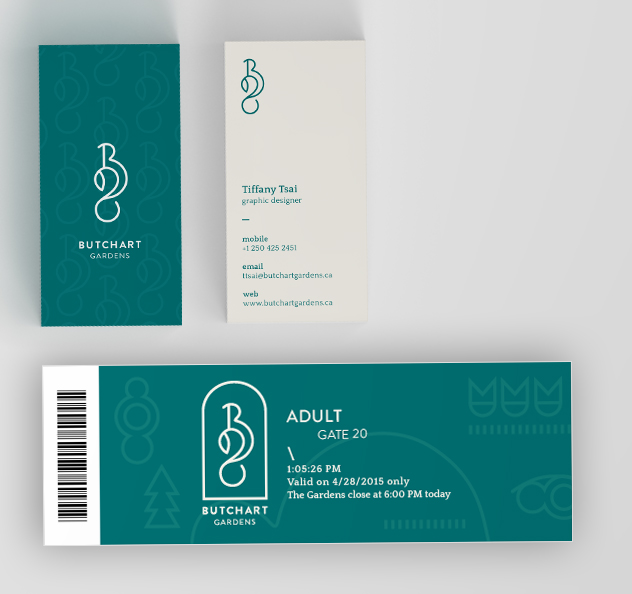 BUTCHART
GARDENS
Tiffany Tsai
graphic designer
mobile
+1 250 425 2451
email
ttsai@butchartgardens.ca
web
www.butchartgardens.ca
BUTCHART
GARDENS
ADULT
GATE 20
\
1:05:26 PM
Valid on 4/28/2015 only
The Gardens close at 6:00 PM today